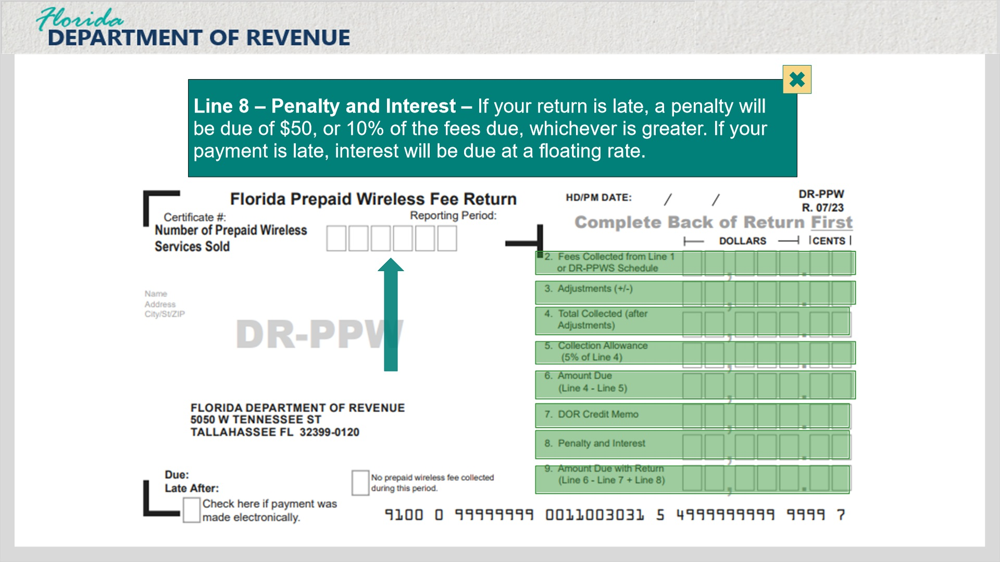 Florida
DEPARTMENT OF REVENUE
Line 8 – Penalty and Interest – If your return is late, a penalty will
be due of $50, or 10% of the fees due, whichever is greater. If your
payment is late, interest will be due at a floating rate.
Florida Prepaid Wireless Fee Return
Certificate #:
Reporting Period:
Number of Prepaid Wireless
Services Sold
HD/PM DATE: / /
DR-PPW
R. 07/23
Complete Back of Return First
DOLLARS
CENTS
2. Fees Collected from Line 1
or DR-PPWS Schedule
3. Adjustments (+/-)
4. Total Collected (after
Adjustments)
5. Collection Allowance
(5% of Line 4)
6. Amount Due
(Line 4 - Line 5)
7. DOR Credit Memo
8. Penalty and Interest
9. Amount Due with Return
(Line 6 - Line 7 + Line 8)
Name
Address
City/St/ZIP
DR-PPW
FLORIDA DEPARTMENT OF REVENUE
5050 W TENNESSEE ST
TALLAHASSEE FL 32399-0120
Due:
Late After:
Check here if payment was
made electronically.
No prepaid wireless fee collected
during this period.
9100 0 99999999 0011003031 5 4999999999 9999 7